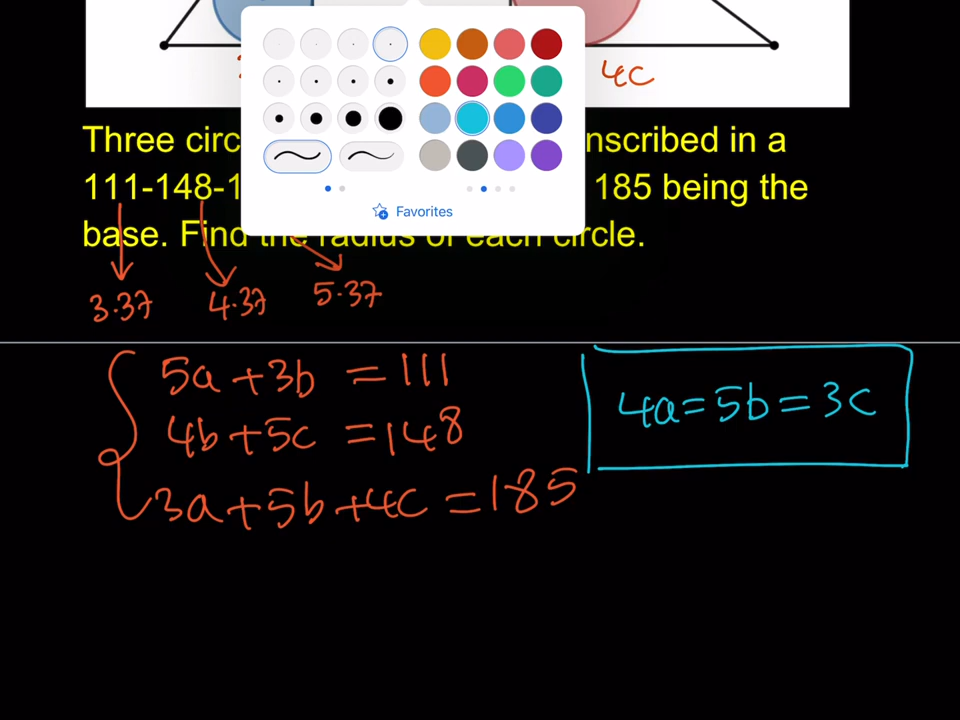 4c
Three circ nscribed in a
111-148-1 185 being the
base. Find the radius of each circle.
3.37 4.37 5.37
Favorites
5a+3b =111
4b+5c =148
3a+5b+4c =185
4a=5b=3c